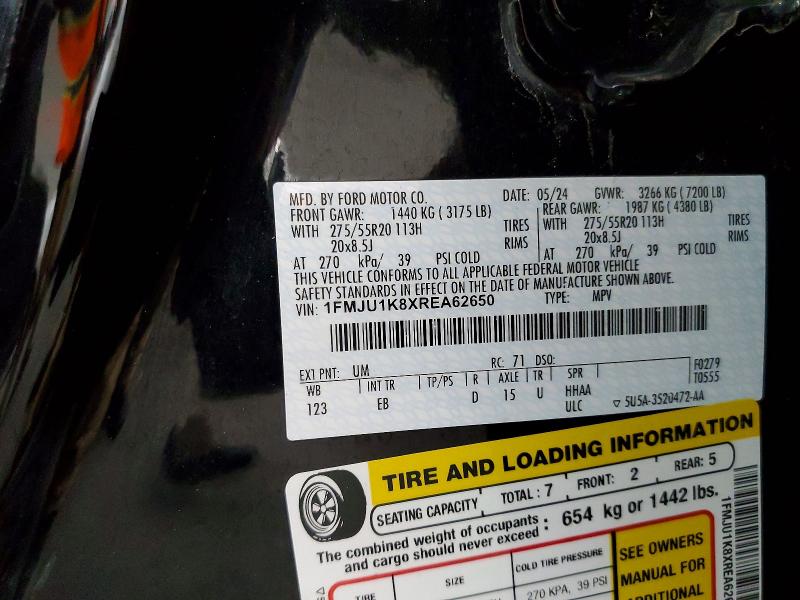 MFD. BY FORD MOTOR CO. DATE: 05/24 GVWR: 3266 KG ( 7200 LB)
FRONT GAWR: 1440 KG ( 3175 LB) REAR GAWR: 1987 KG ( 4380 LB)
WITH 275/55R20 113H TIRES WITH 275/55R20 113H TIRES
20x8.5J RIMS 20x8.5J RIMS
AT 270 kPa/ 39 PSI COLD AT 270 kPa/ 39 PSI COLD
THIS VEHICLE CONFORMS TO ALL APPLICABLE FEDERAL MOTOR VEHICLE
SAFETY STANDARDS IN EFFECT ON THE DATE OF MANUFACTURE SHOWN ABOVE.
VIN: 1FMJU1K8XREA62650 TYPE: MPV
EXT PNT: UM RC: 71 DSO: F0279
WB INT TR TP/PS R AXLE TR SPR T0555
123 EB D 15 U HHAA
ULC ▽ 5U5A-3520472-AA
TIRE AND LOADING INFORMATION
SEATING CAPACITY TOTAL : 7 FRONT: 2 REAR: 5
The combined weight of occupants
and cargo should never exceed : 654 kg or 1442 lbs.
TIRE SIZE COLD TIRE PRESSURE SEE OWNERS
270 KPA, 39 PSI MANUAL FOR
ADDITIONAL
1FMJU1K8XREA626